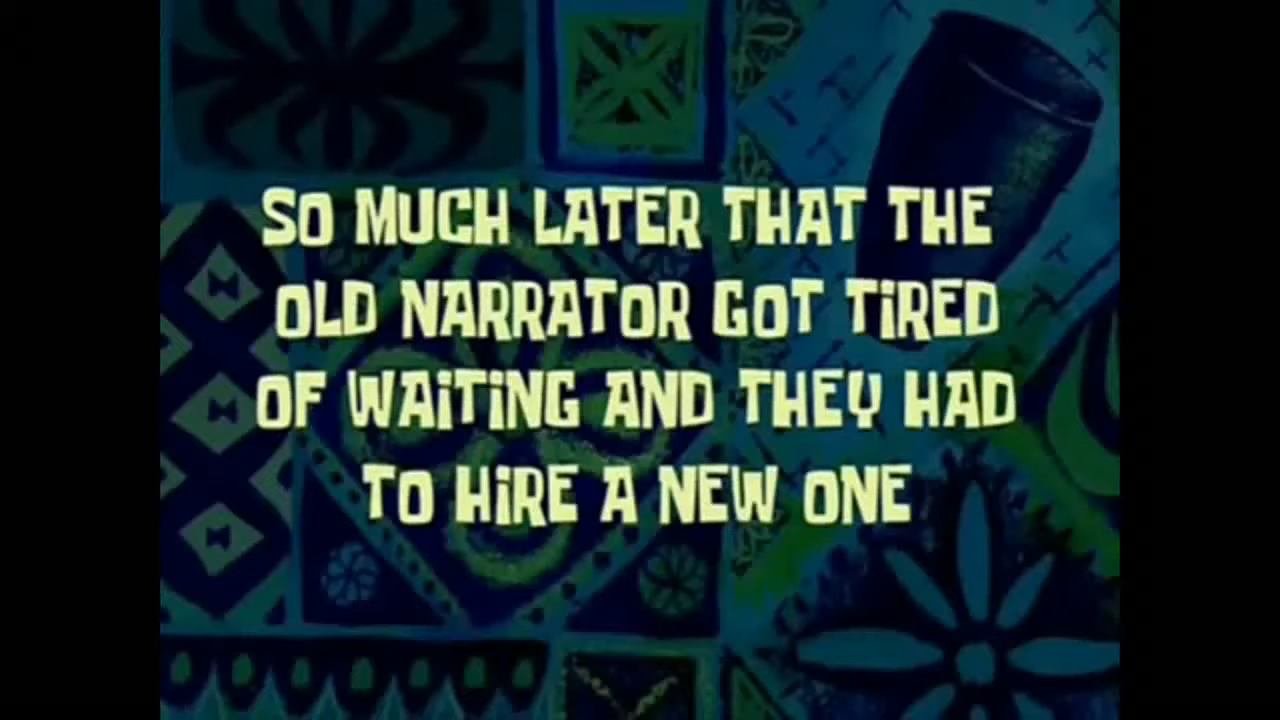 SO MUCH LATER THAT THE
OLD NARRATOR GOT TiRED
OF WAiTiNG AND THEY HAD
TO HiRE A NEW ONE